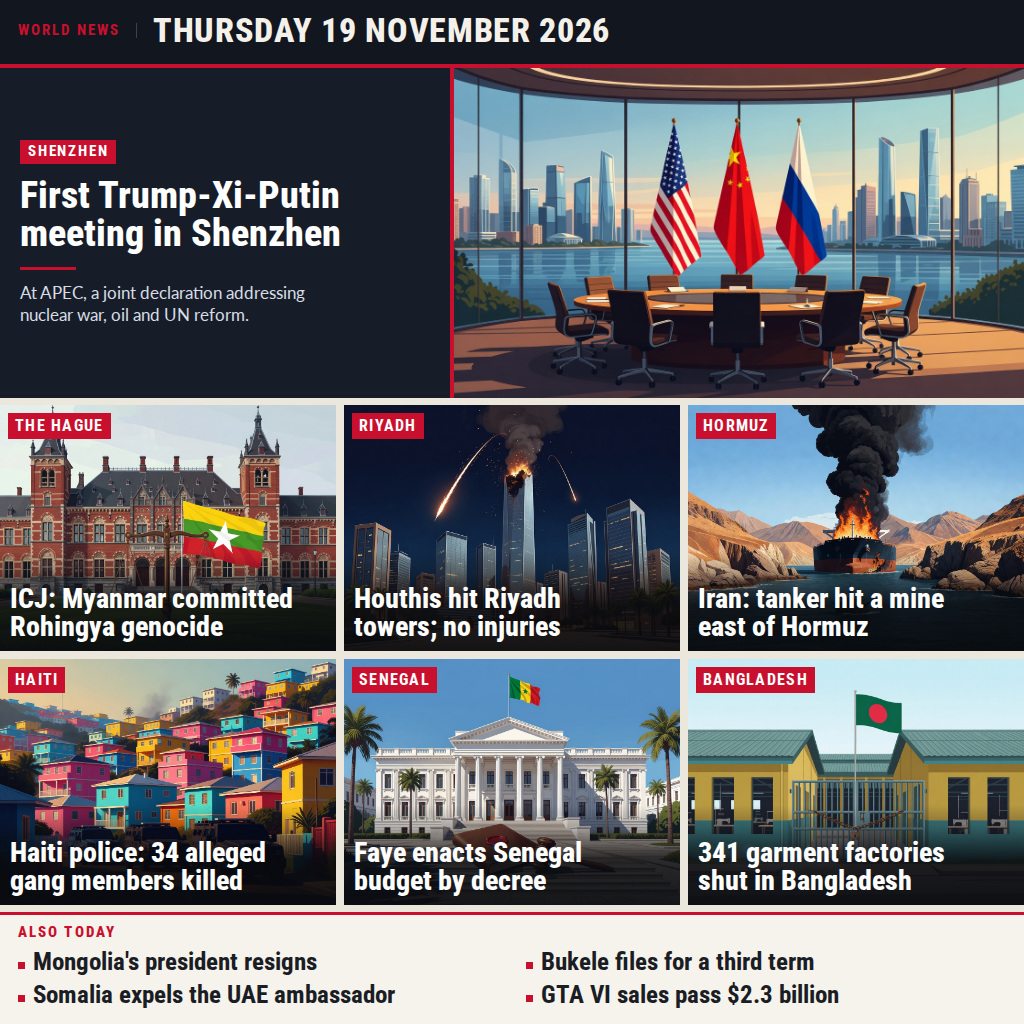 WORLD NEWS
THURSDAY 19 NOVEMBER 2026
SHENZHEN
First Trump-Xi-Putin
meeting in Shenzhen
At APEC, a joint declaration addressing
nuclear war, oil and UN reform.
THE HAGUE
ICJ: Myanmar committed
Rohingya genocide
RIYADH
Houthis hit Riyadh
towers; no injuries
HORMUZ
Iran: tanker hit a mine
east of Hormuz
HAITI
Haiti police: 34 alleged
gang members killed
SENEGAL
Faye enacts Senegal
budget by decree
BANGLADESH
341 garment factories
shut in Bangladesh
ALSO TODAY
Mongolia's president resigns
Somalia expels the UAE ambassador
Bukele files for a third term
GTA VI sales pass $2.3 billion